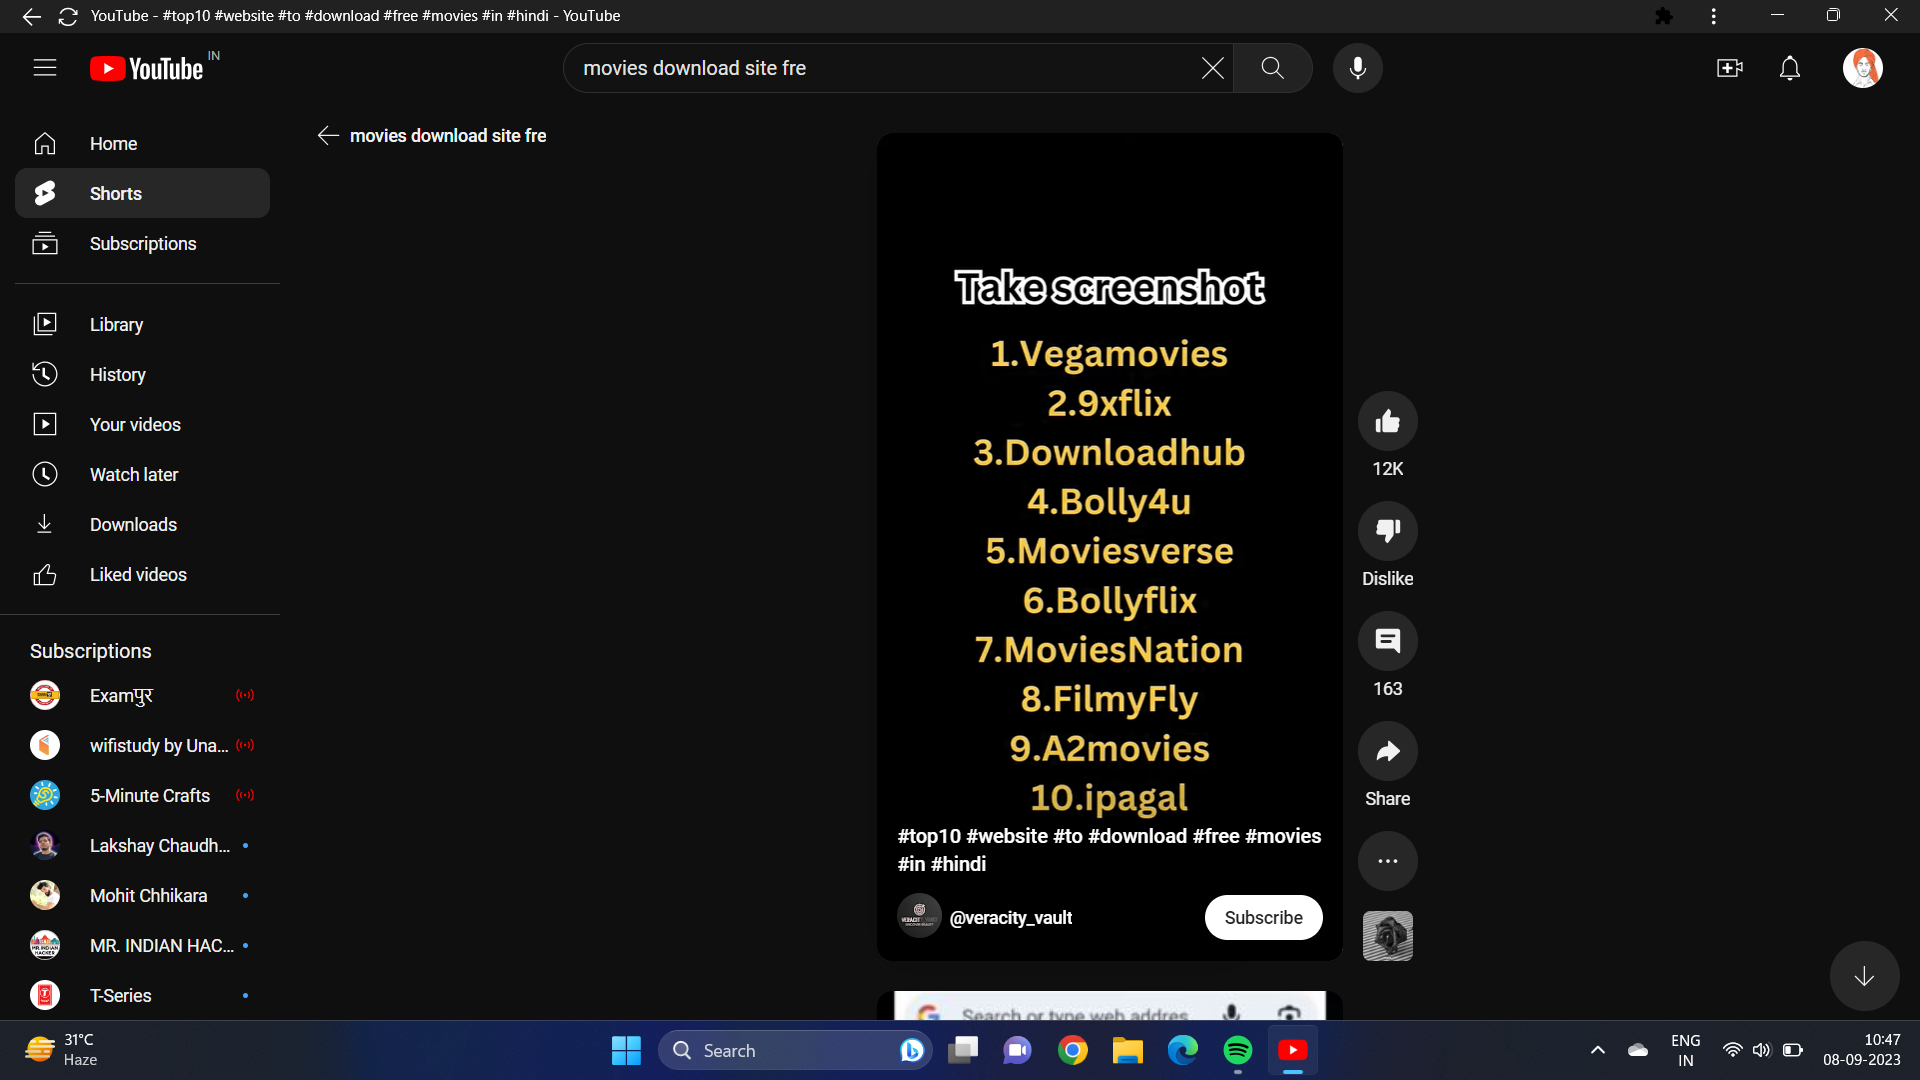 YouTube - #top10 #website #to #download #free #movies #in #hindi - YouTube
YouTube IN
movies download site fre
Home
Shorts
Subscriptions
Library
History
Your videos
Watch later
Downloads
Liked videos
Subscriptions
Examपुर
wifistudy by Una...
5-Minute Crafts
Lakshay Chaudh...
Mohit Chhikara
MR. INDIAN HAC...
T-Series
movies download site fre
Take screenshot
1.Vegamovies
2.9xflix
3.Downloadhub
4.Bolly4u
5.Moviesverse
6.Bollyflix
7.MoviesNation
8.FilmyFly
9.A2movies
10.ipagal
#top10 #website #to #download #free #movies
#in #hindi
@veracity_vault
Subscribe
12K
Dislike
163
Share
Search or type web addres
31°C
Haze
Search
ENG
IN
10:47
08-09-2023